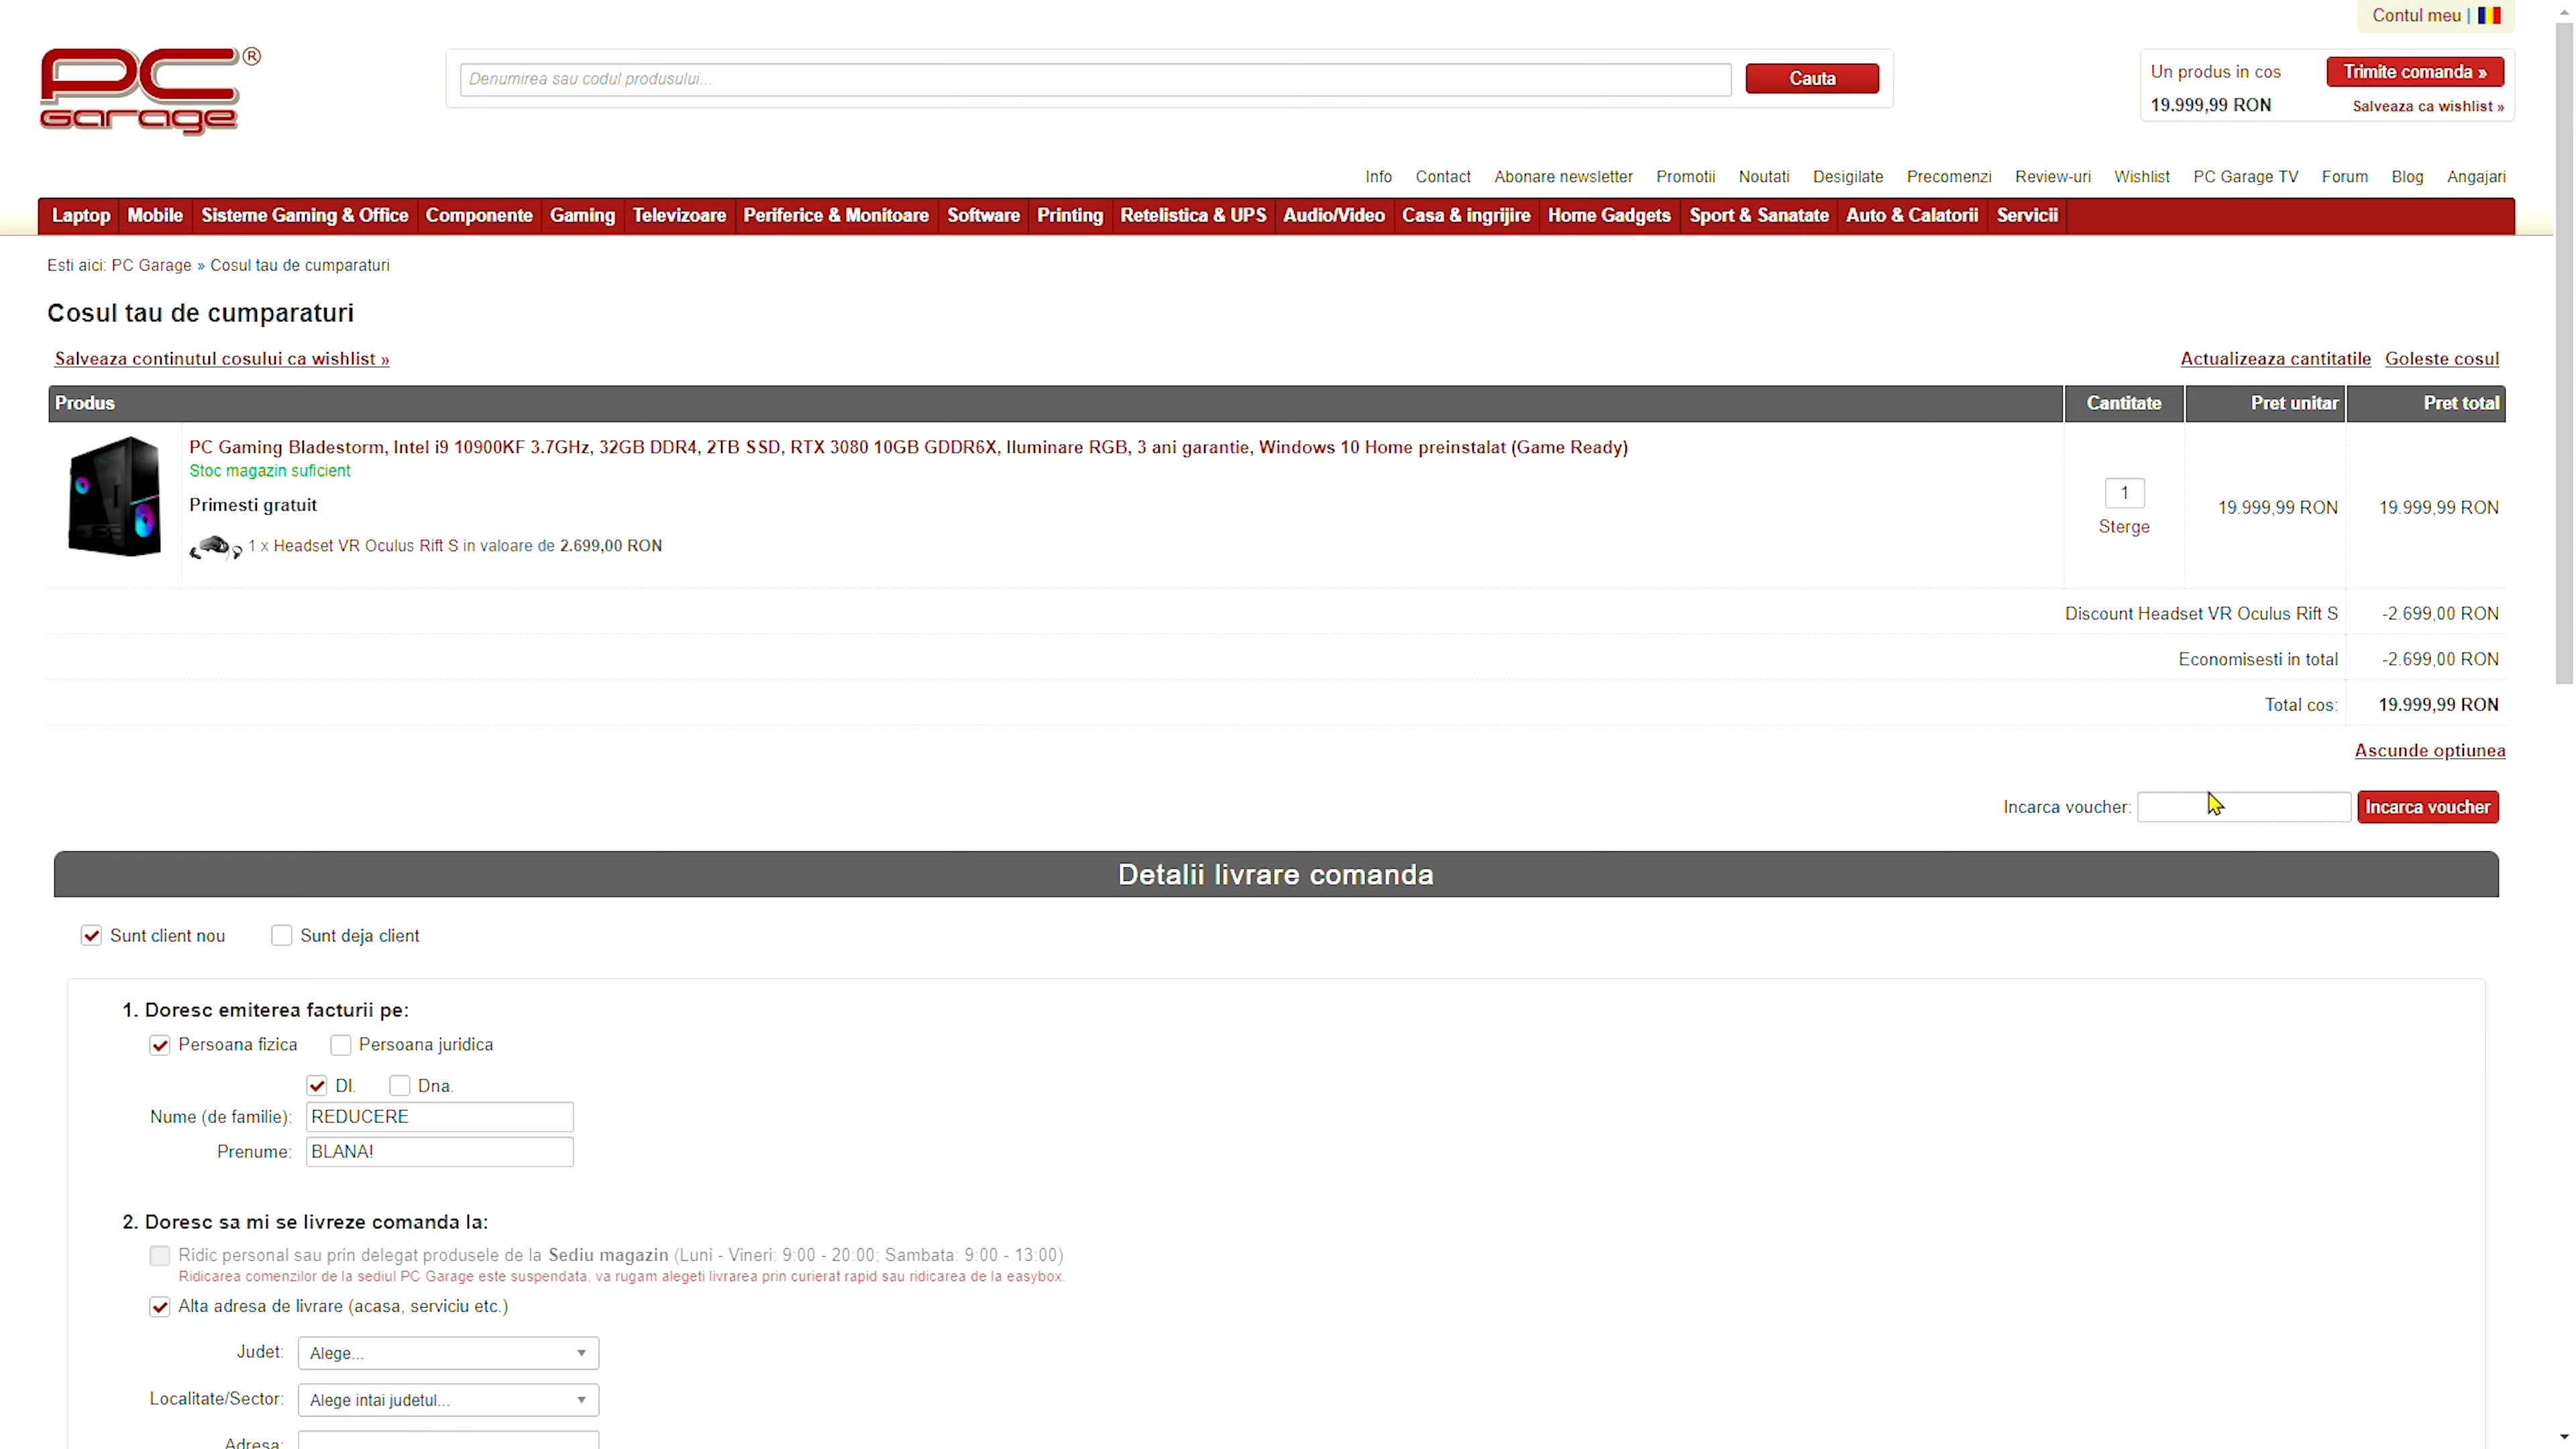 Contul meu |
PC Garage ®
Denumirea sau codul produsului...
Cauta
Un produs in cos
Trimite comanda »
19.999,99 RON
Salveaza ca wishlist »
Info Contact Abonare newsletter Promotii Noutati Desigilate Precomenzi Review-uri Wishlist PC Garage TV Forum Blog Angajari
Laptop Mobile Sisteme Gaming & Office Componente Gaming Televizoare Periferice & Monitoare Software Printing Retelistica & UPS Audio/Video Casa & ingrijire Home Gadgets Sport & Sanatate Auto & Calatorii Servicii
Esti aici: PC Garage » Cosul tau de cumparaturi
Cosul tau de cumparaturi
Salveaza continutul cosului ca wishlist »
Actualizeaza cantitatile Goleste cosul
Produs Cantitate Pret unitar Pret total
PC Gaming Bladestorm, Intel i9 10900KF 3.7GHz, 32GB DDR4, 2TB SSD, RTX 3080 10GB GDDR6X, Iluminare RGB, 3 ani garantie, Windows 10 Home preinstalat (Game Ready)
Stoc magazin suficient
Primesti gratuit
1 x Headset VR Oculus Rift S in valoare de 2.699,00 RON
1
Sterge
19.999,99 RON
19.999,99 RON
Discount Headset VR Oculus Rift S -2.699,00 RON
Economisesti in total -2.699,00 RON
Total cos: 19.999,99 RON
Ascunde optiunea
Incarca voucher: Incarca voucher
Detalii livrare comanda
Sunt client nou Sunt deja client
1. Doresc emiterea facturii pe:
Persoana fizica Persoana juridica
Dl. Dna.
Nume (de familie): REDUCERE
Prenume: BLANA!
2. Doresc sa mi se livreze comanda la:
Ridic personal sau prin delegat produsele de la Sediu magazin (Luni - Vineri: 9:00 - 20:00; Sambata: 9:00 - 13:00)
Ridicarea comenzilor de la sediul PC Garage este suspendata, va rugam alegeti livrarea prin curierat rapid sau ridicarea de la easybox.
Alta adresa de livrare (acasa, serviciu etc.)
Judet: Alege...
Localitate/Sector: Alege intai judetul...
Adresa: